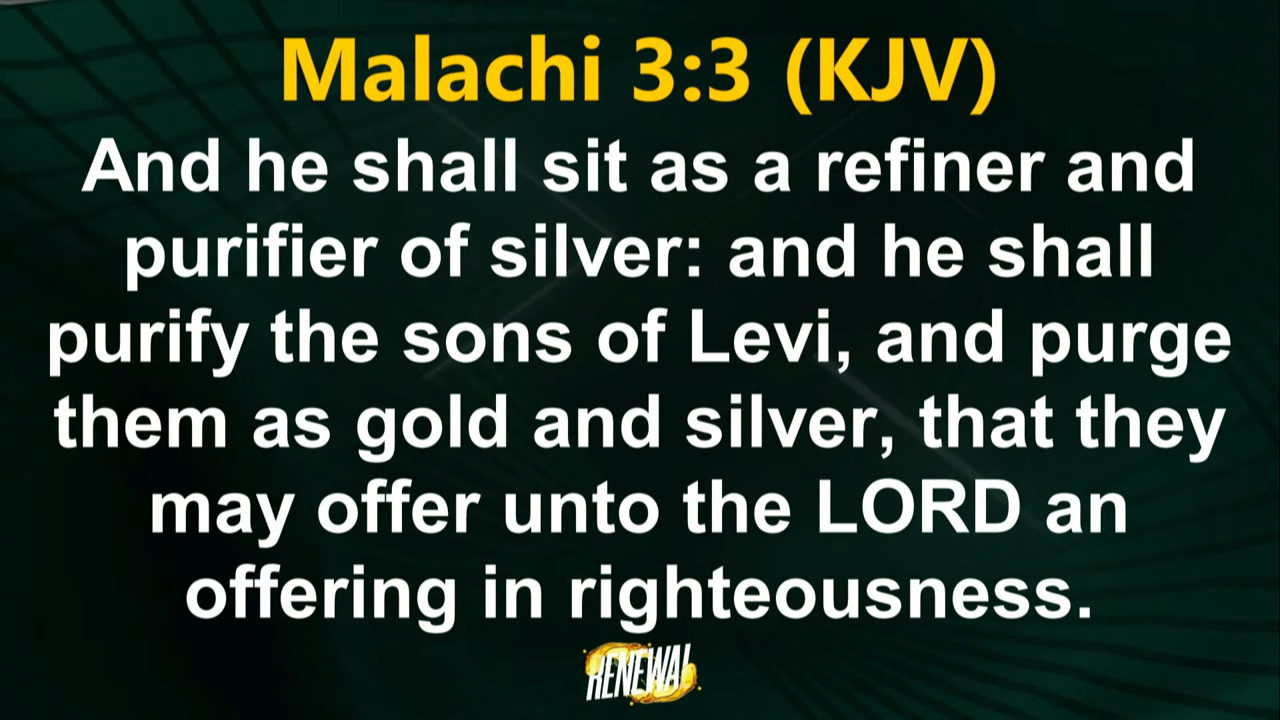 Malachi 3:3 (KJV)
And he shall sit as a refiner and
purifier of silver: and he shall
purify the sons of Levi, and purge
them as gold and silver, that they
may offer unto the LORD an
offering in righteousness.
RENEWAL